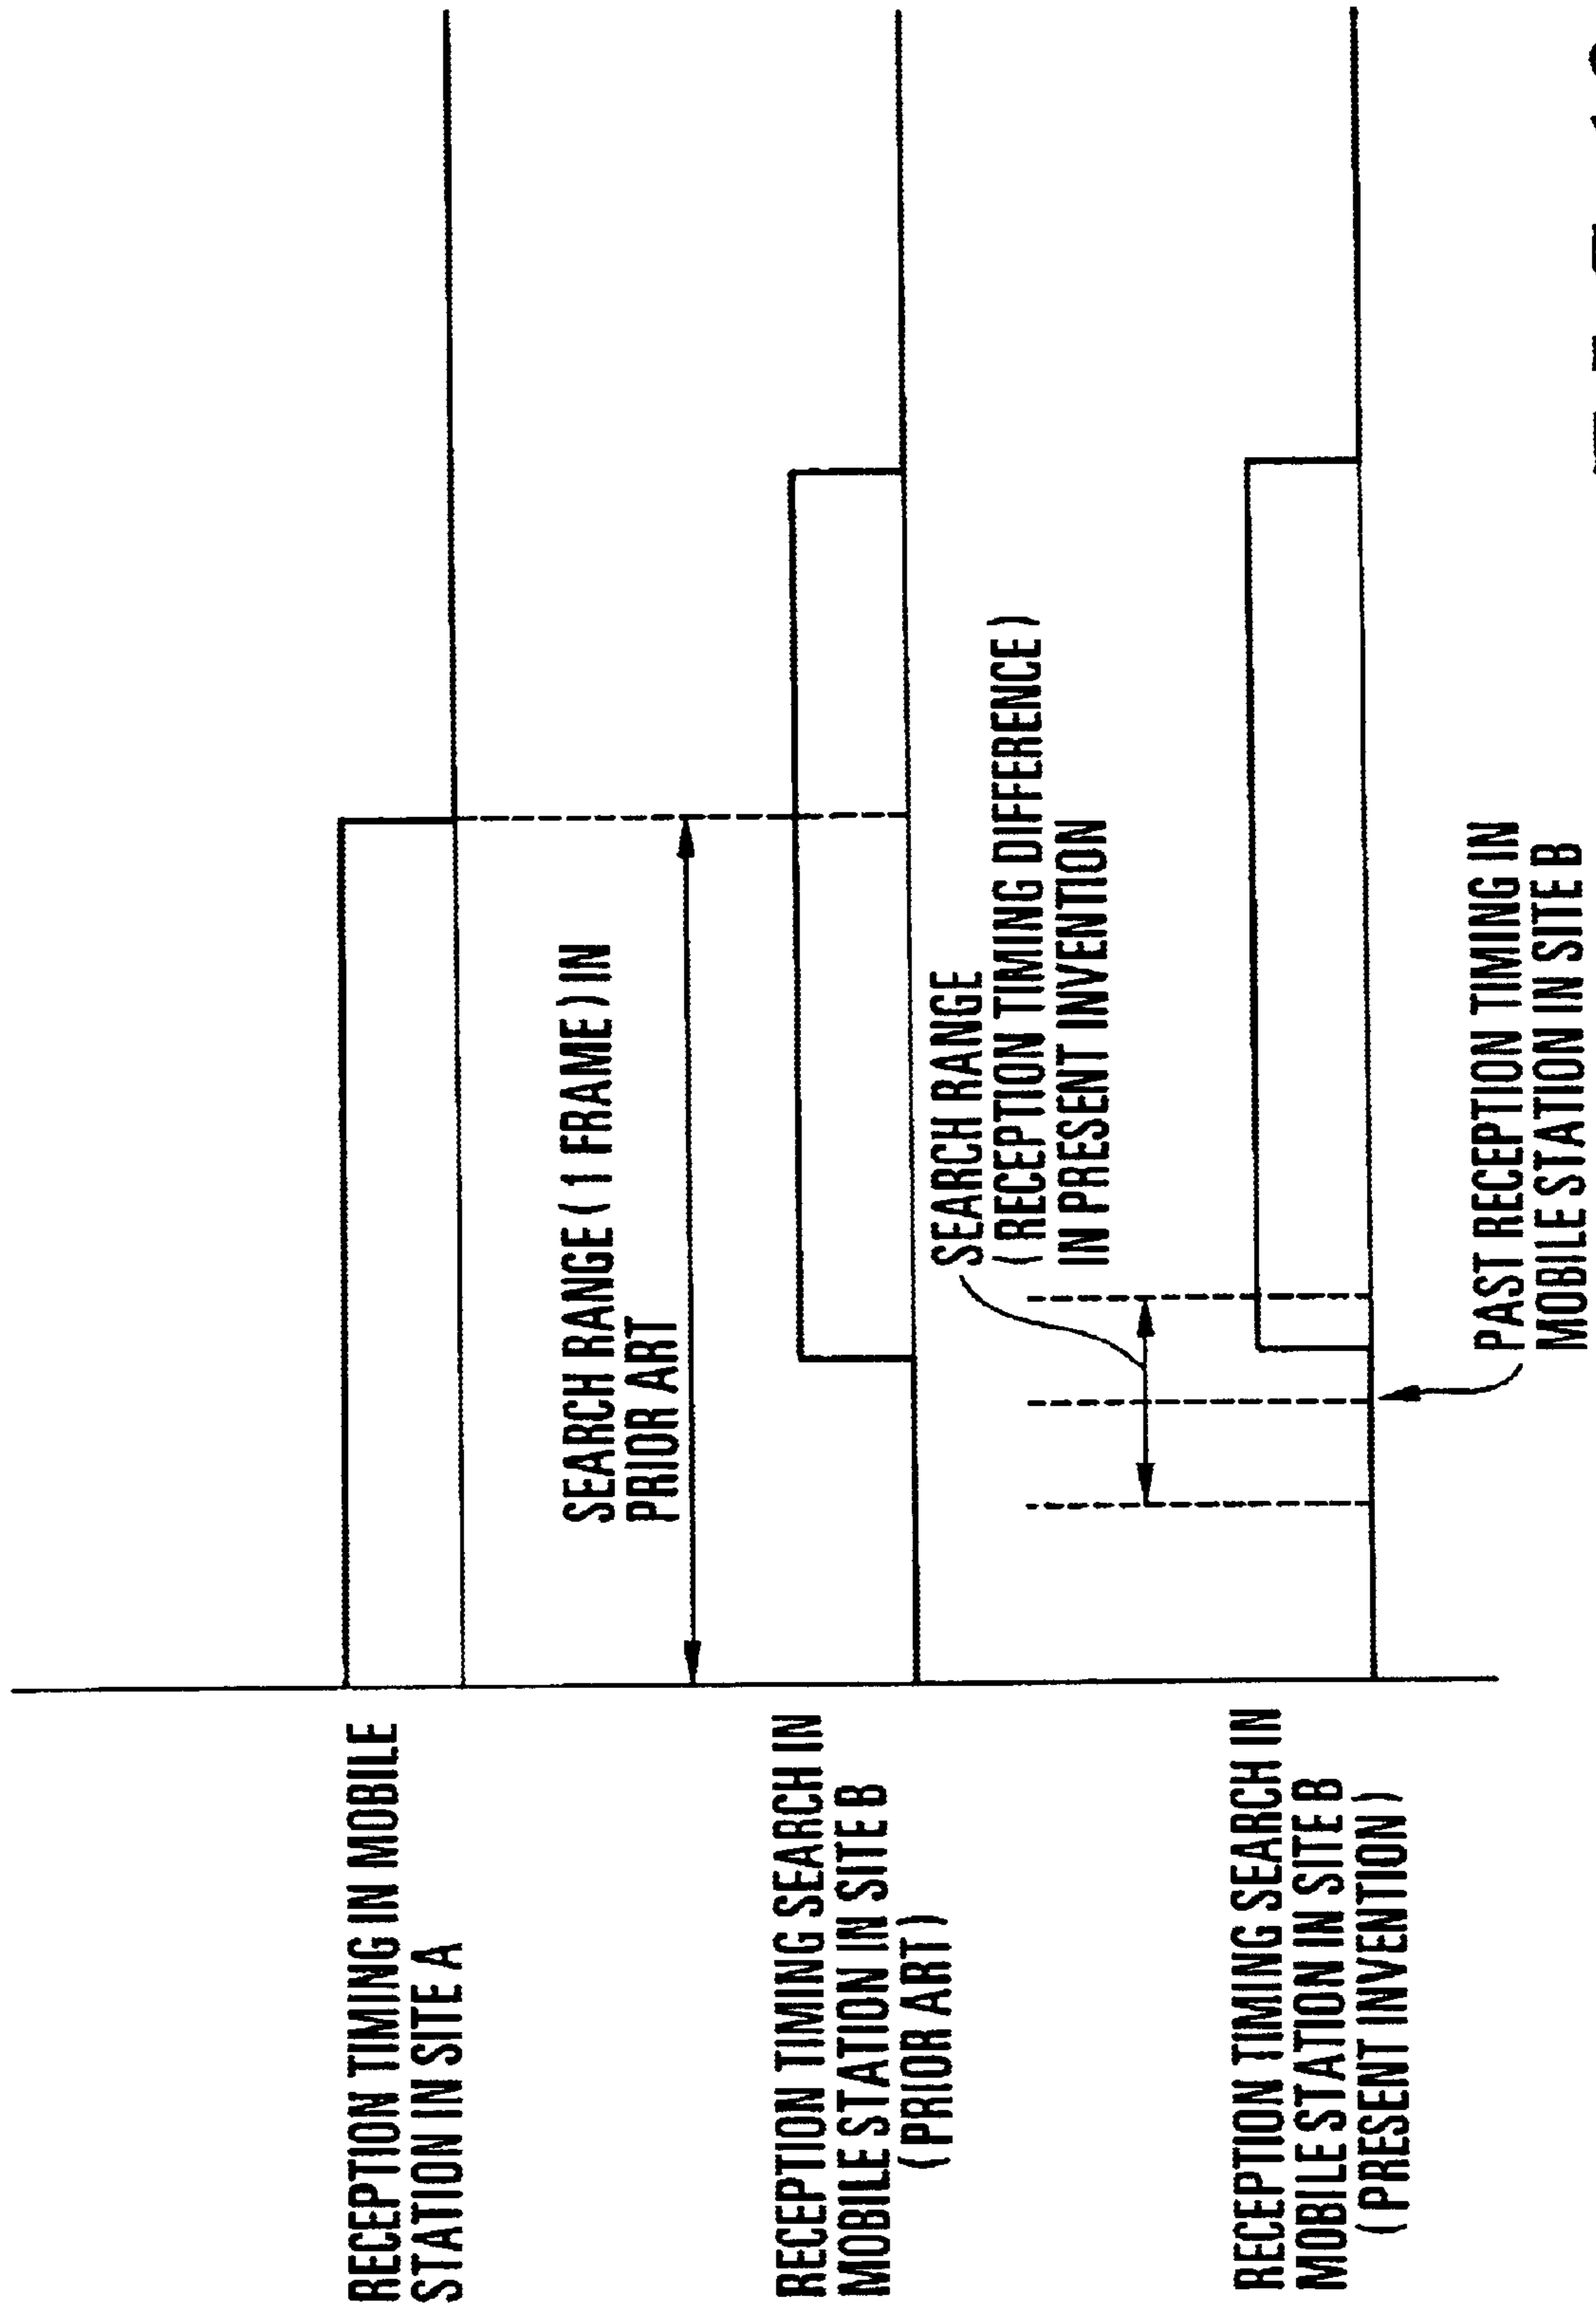 RECEPTION TIMING IN MOBILE
STATION IN SITE A
SEARCH RANGE ( 1 FRAME ) IN
PRIOR ART
RECEPTION TIMING SEARCH IN
MOBILE STATION IN SITE B
( PRIOR ART )
SEARCH RANGE
( RECEPTION TIMING DIFFERENCE )
IN PRESENT INVENTION
RECEPTION TIMING SEARCH IN
MOBILE STATION IN SITE B
( PRESENT INVENTION )
PAST RECEPTION TIMING IN
MOBILE STATION IN SITE B